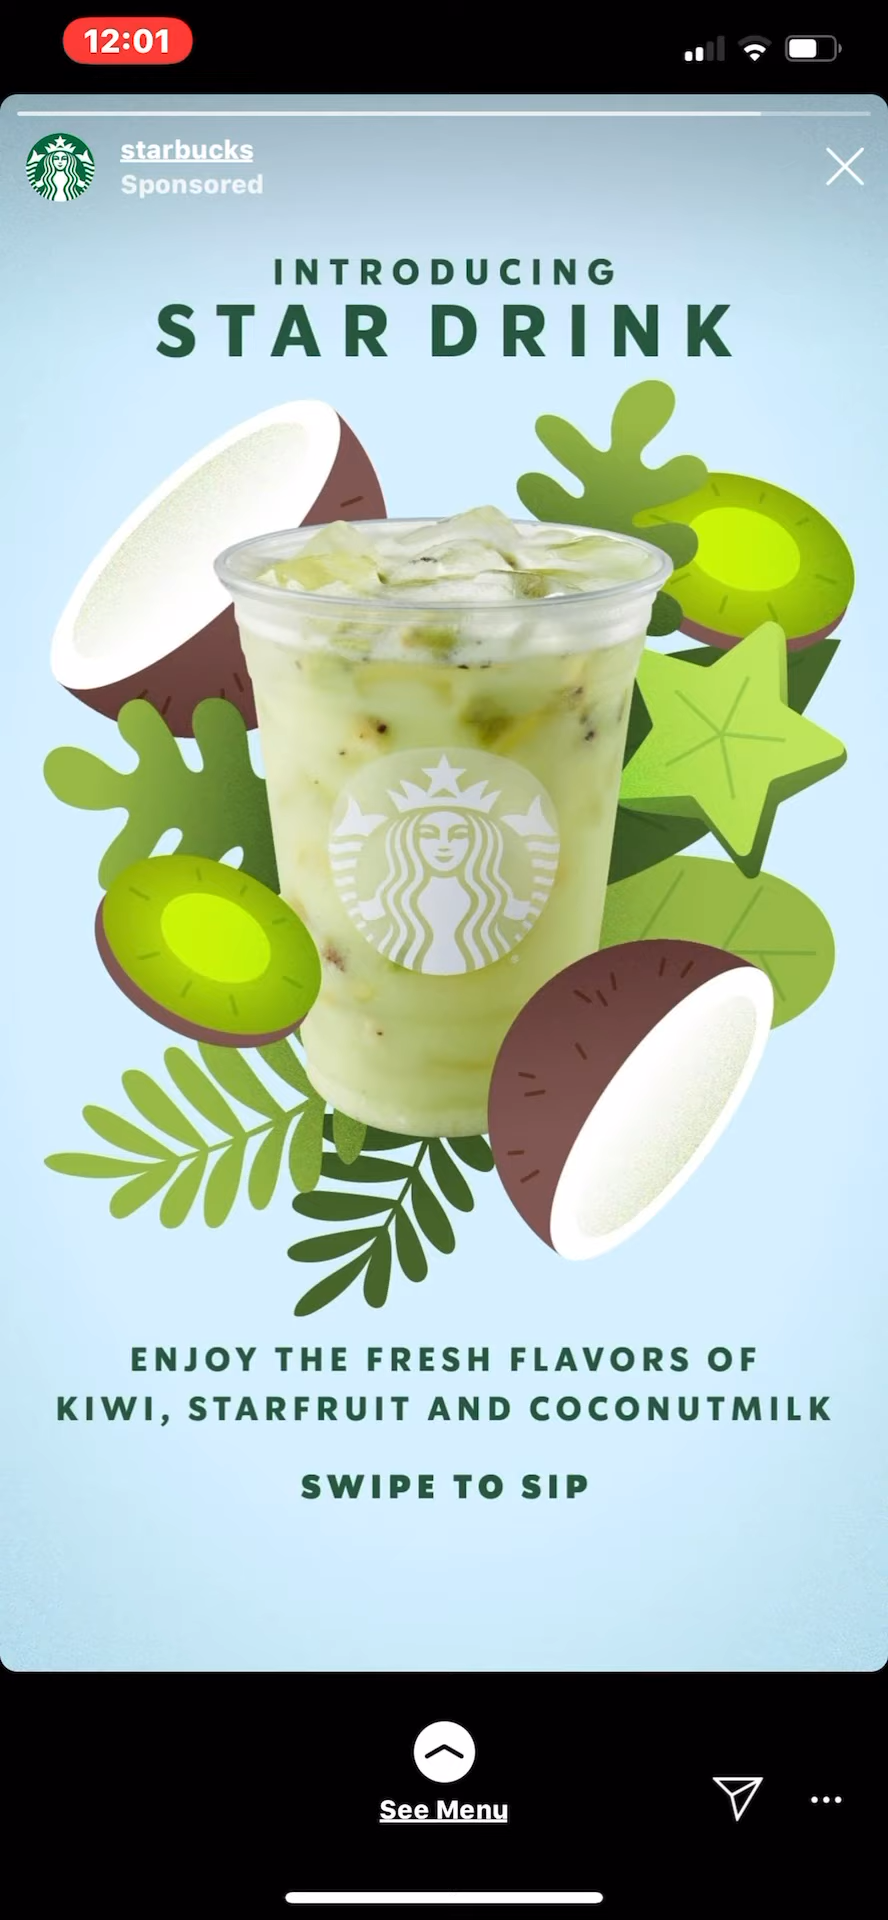 12:01
starbucks
Sponsored
INTRODUCING
STAR DRINK
ENJOY THE FRESH FLAVORS OF
KIWI, STARFRUIT AND COCONUTMILK
SWIPE TO SIP
See Menu